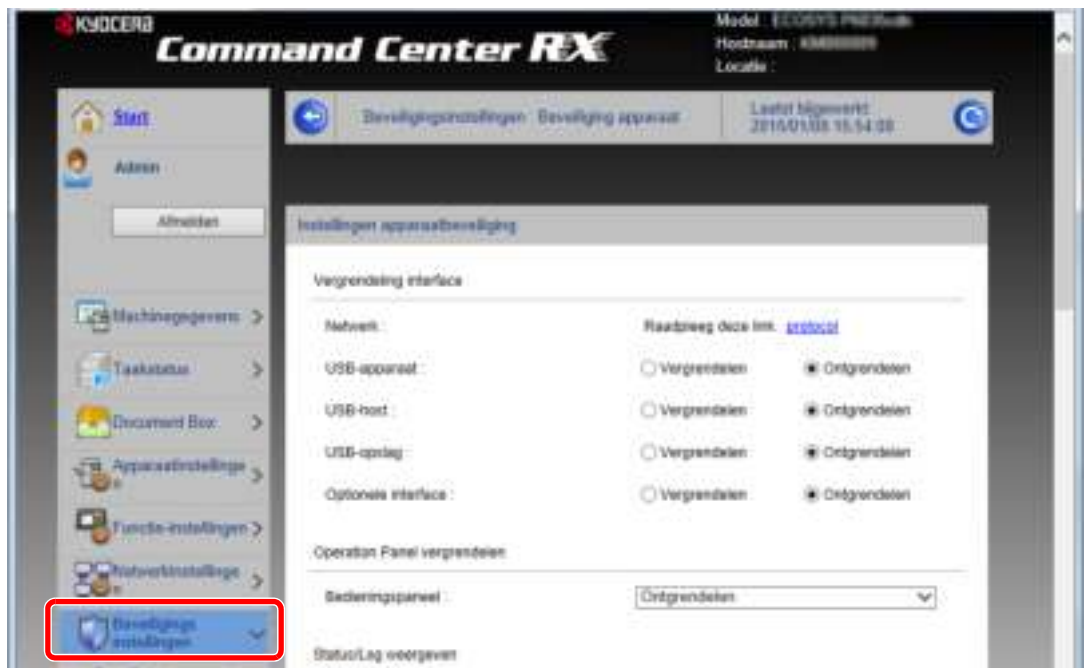 KYOCERA
Command Center RX
Model :
Hostnaam :
Locatie :
Start
Admin
Afmelden
Machinegegevens
Taakstatus
Document Box
Apparaatinstellinge
n
Functie-instellingen
Netwerkinstellinge
n
Beveiligings
instellingen
Beveiligingsinstellingen : Beveiliging apparaat
Laatst bijgewerkt:
Instellingen apparaatbeveiliging
Vergrendeling interface
Netwerk : Raadpleeg deze link. protocol
USB-apparaat : Vergrendelen Ontgrendelen
USB-host : Vergrendelen Ontgrendelen
USB-opslag : Vergrendelen Ontgrendelen
Optionele interface : Vergrendelen Ontgrendelen
Operation Panel vergrendelen
Bedieningspaneel : Ontgrendelen
Status/Log weergeven